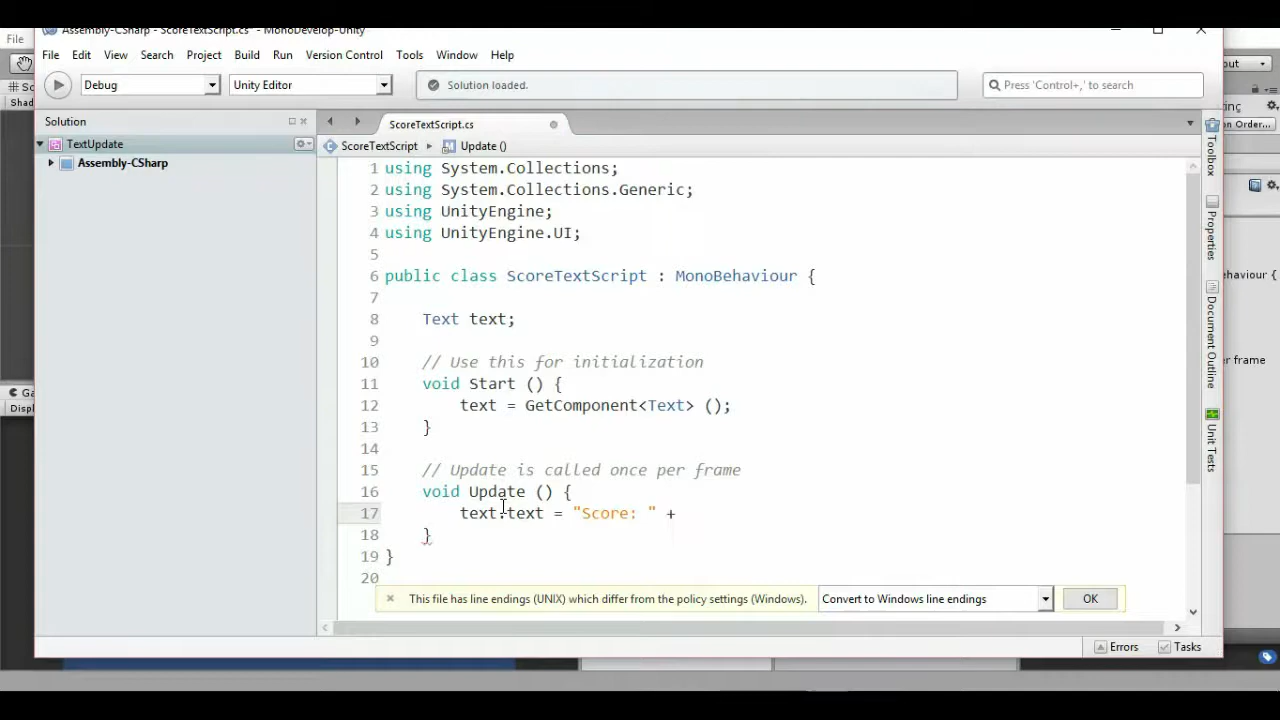 Assembly-CSharp - ScoreTextScript.cs* - MonoDevelop-Unity
File
File Edit View Search Project Build Run Version Control Tools Window Help
Debug Unity Editor Solution loaded. Press 'Control+,' to search
Solution
TextUpdate
Assembly-CSharp
ScoreTextScript.cs
ScoreTextScript Update ()
1 using System.Collections;
2 using System.Collections.Generic;
3 using UnityEngine;
4 using UnityEngine.UI;
5
6 public class ScoreTextScript : MonoBehaviour {
7
8 Text text;
9
10 // Use this for initialization
11 void Start () {
12 text = GetComponent<Text> ();
13 }
14
15 // Update is called once per frame
16 void Update () {
17 text.text = "Score: " +
18 }
19 }
20
This file has line endings (UNIX) which differ from the policy settings (Windows). Convert to Windows line endings OK
Errors Tasks
Toolbox
Properties
Document Outline
Unit Tests